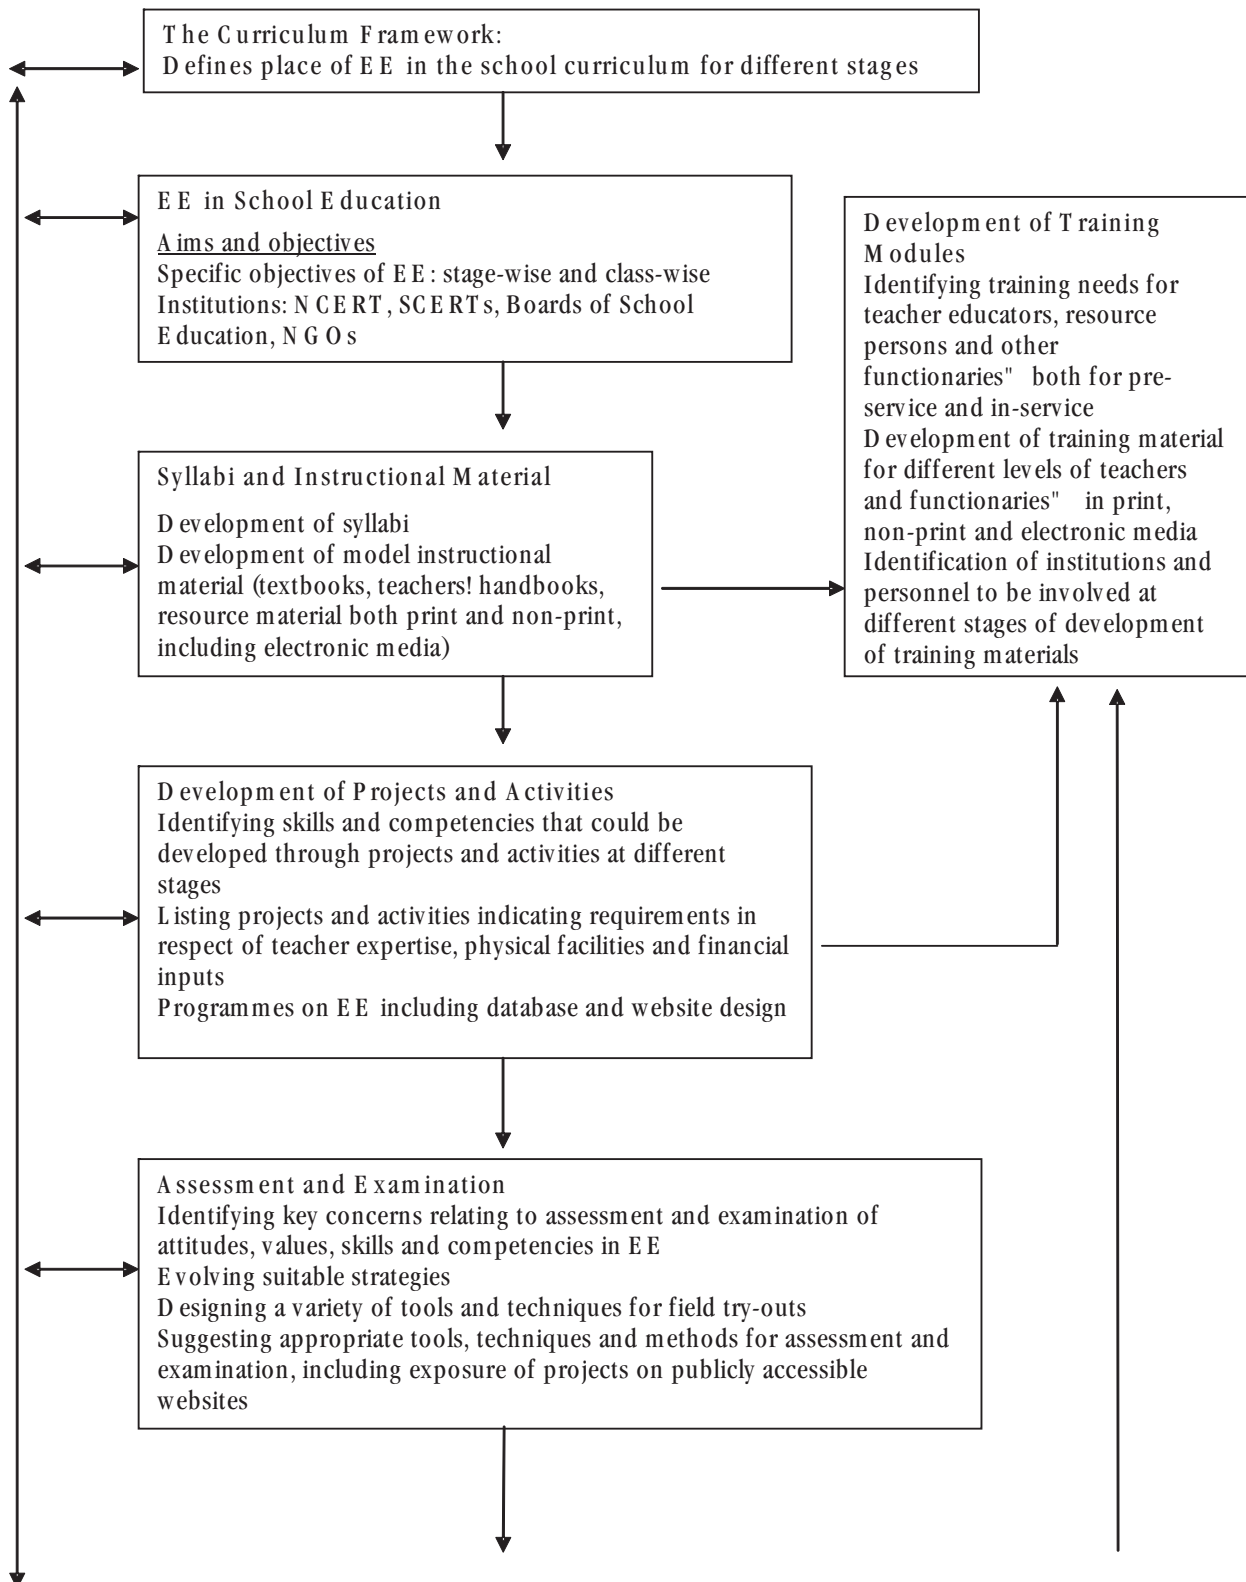 The Curriculum Framework:
Defines place of EE in the school curriculum for different stages
EE in School Education
Aims and objectives
Specific objectives of EE: stage-wise and class-wise
Institutions: NCERT, SCERTs, Boards of School
Education, NGOs
Development of Training
Modules
Identifying training needs for
teacher educators, resource
persons and other
functionaries" both for pre-
service and in-service
Development of training material
for different levels of teachers
and functionaries" in print,
non-print and electronic media
Identification of institutions and
personnel to be involved at
different stages of development
of training materials
Syllabi and Instructional Material
Development of syllabi
Development of model instructional
material (textbooks, teachers! handbooks,
resource material both print and non-print,
including electronic media)
Development of Projects and Activities
Identifying skills and competencies that could be
developed through projects and activities at different
stages
Listing projects and activities indicating requirements in
respect of teacher expertise, physical facilities and financial
inputs
Programmes on EE including database and website design
Assessment and Examination
Identifying key concerns relating to assessment and examination of
attitudes, values, skills and competencies in EE
Evolving suitable strategies
Designing a variety of tools and techniques for field try-outs
Suggesting appropriate tools, techniques and methods for assessment and
examination, including exposure of projects on publicly accessible
websites